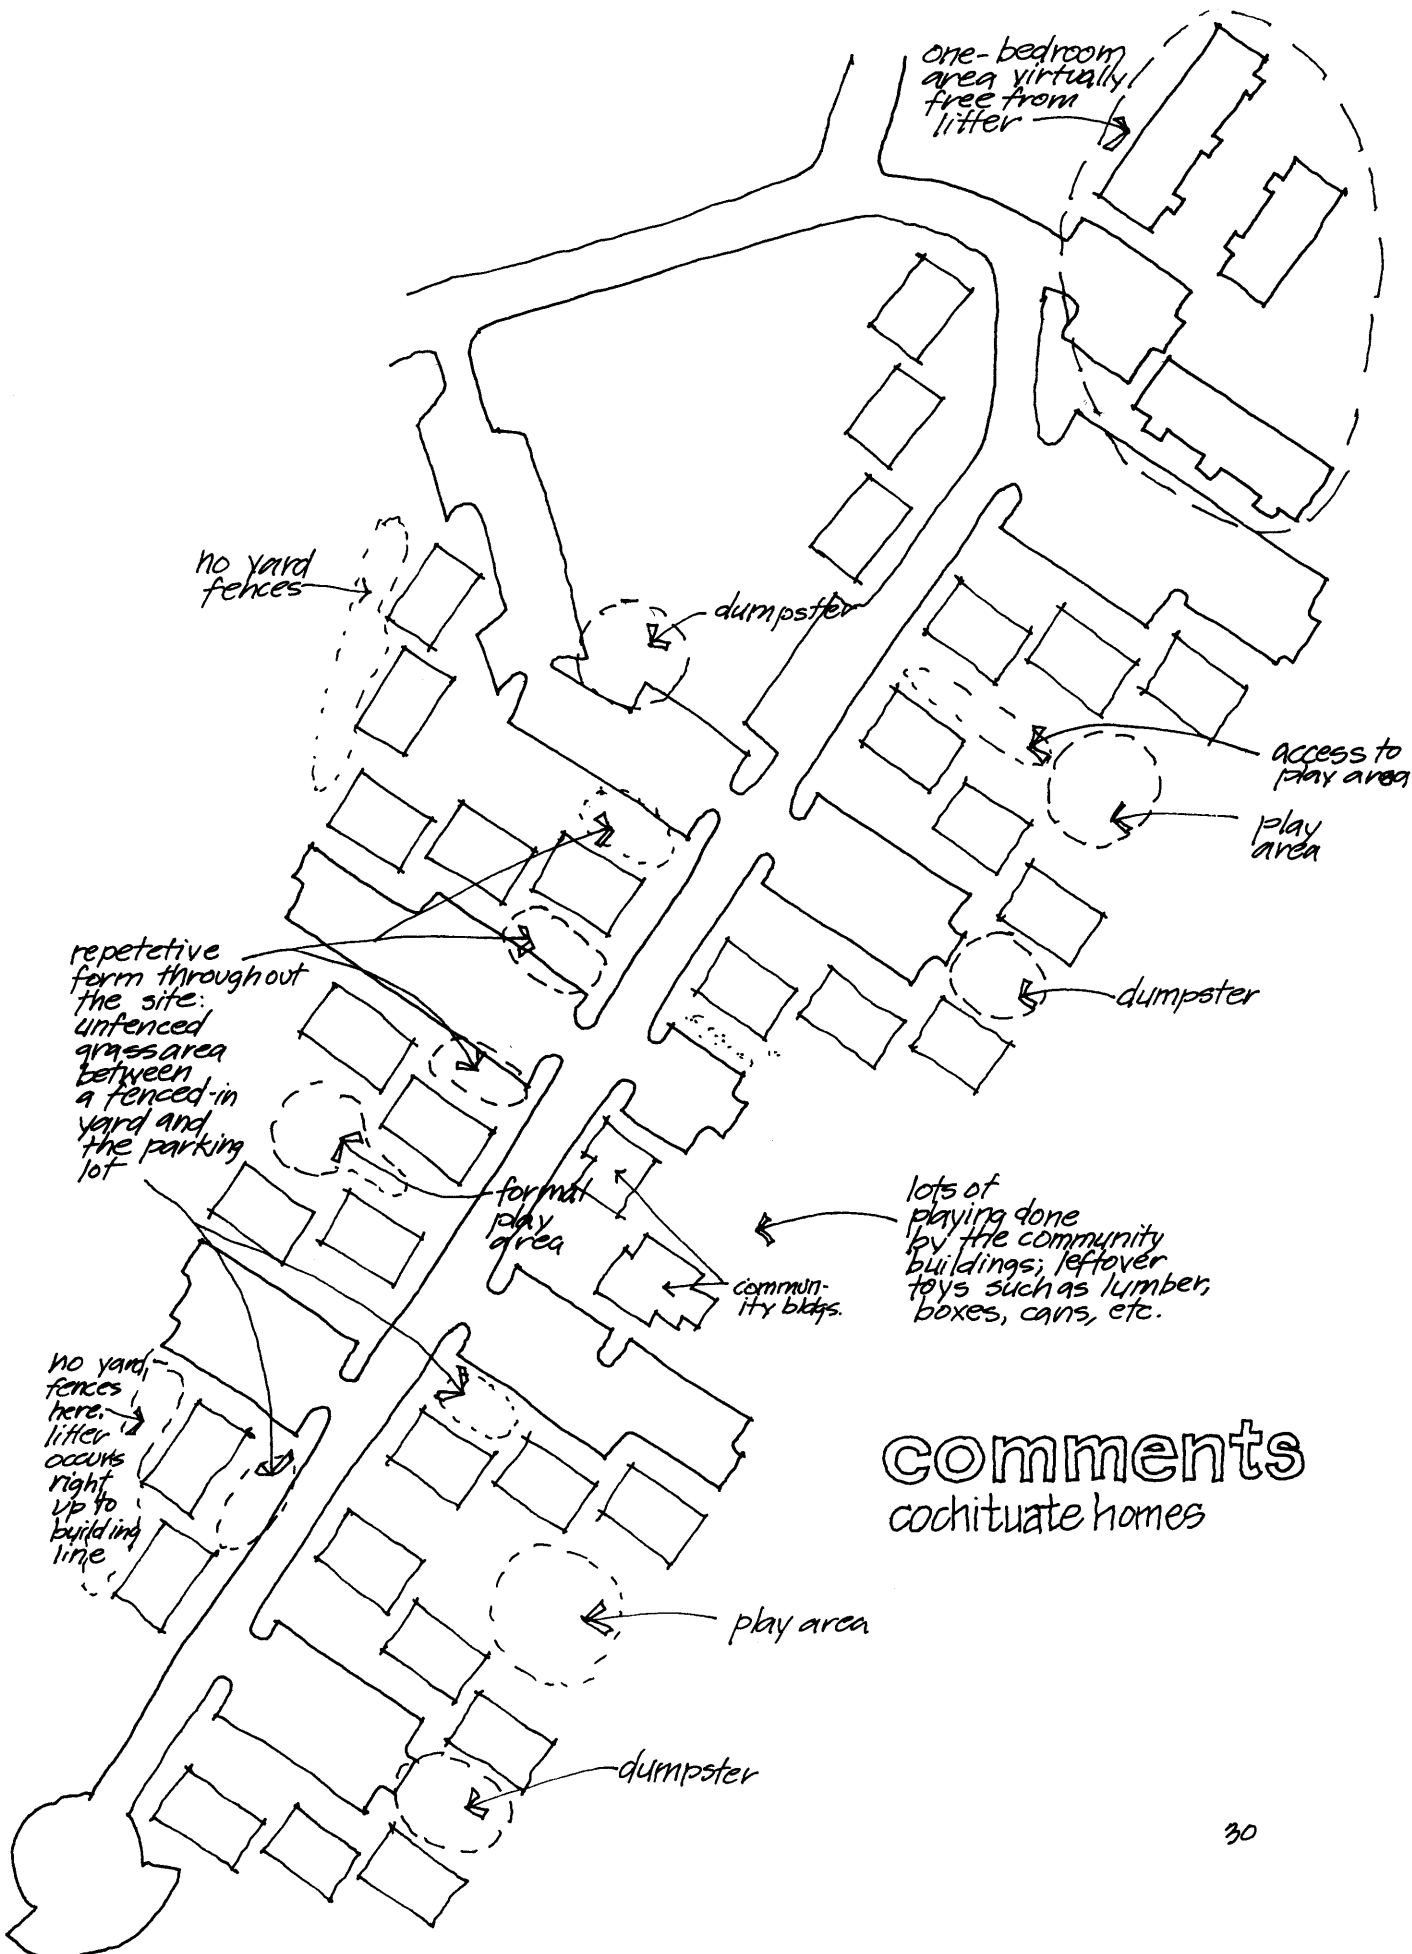 one-bedroom
area virtually
free from
litter
no yard
fences
dumpster
access to
play area
play
area
repetetive
form throughout
the site:
unfenced
grass area
between
a fenced-in
yard and
the parking
lot
dumpster
formal
play
area
commun-
ity bldgs.
lots of
playing done
by the community
buildings; leftover
toys such as lumber,
boxes, cans, etc.
no yard
fences
here.
litter
occurs
right
up to
building
line
comments
cochituate homes
play area
dumpster
30